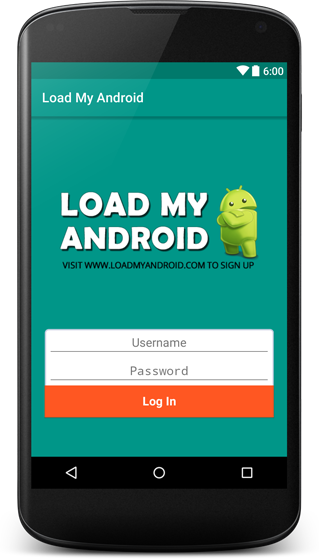 6:00
Load My Android
LOAD MY
ANDROID
VISIT WWW.LOADMYANDROID.COM TO SIGN UP
Username
Password
Log In